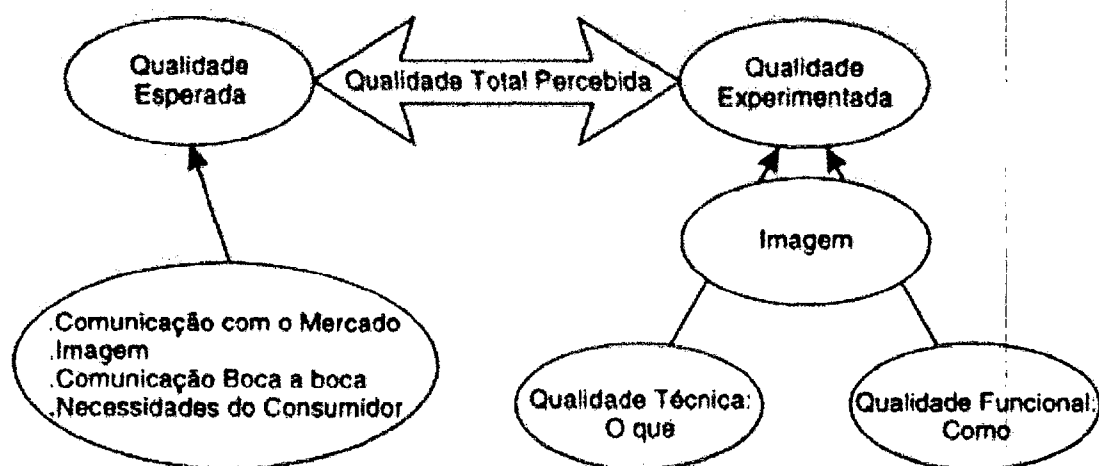 Qualidade
Esperada
Qualidade Total Percebida
Qualidade
Experimentada
Imagem
.Comunicação com o Mercado
.Imagem
.Comunicação Boca a boca
.Necessidades do Consumidor
Qualidade Técnica:
O que
Qualidade Funcional:
Como